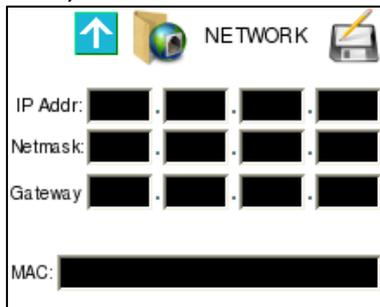 NETWORK
IP Addr: . . .
Netmask: . . .
Gateway . . .
MAC: